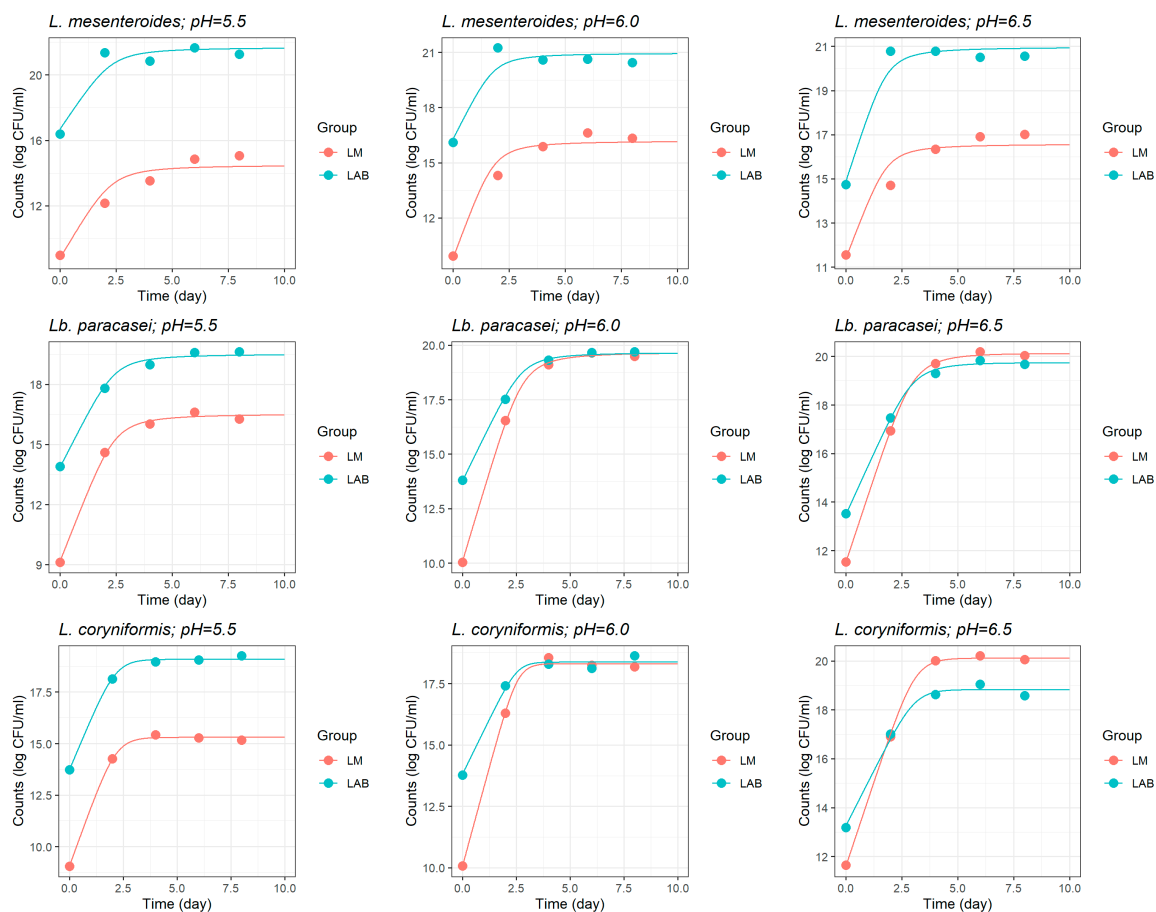 L. mesenteroides; pH=5.5
Counts (log CFU/ml)
20
16
12
0.0 2.5 5.0 7.5 10.0
Time (day)
Group
LM
LAB
L. mesenteroides; pH=6.0
Counts (log CFU/ml)
21
18
15
12
0.0 2.5 5.0 7.5 10.0
Time (day)
Group
LM
LAB
L. mesenteroides; pH=6.5
Counts (log CFU/ml)
21
19
17
15
13
11
0.0 2.5 5.0 7.5 10.0
Time (day)
Group
LM
LAB
Lb. paracasei; pH=5.5
Counts (log CFU/ml)
18
15
12
9
0.0 2.5 5.0 7.5 10.0
Time (day)
Group
LM
LAB
Lb. paracasei; pH=6.0
Counts (log CFU/ml)
20.0
17.5
15.0
12.5
10.0
0.0 2.5 5.0 7.5 10.0
Time (day)
Group
LM
LAB
Lb. paracasei; pH=6.5
Counts (log CFU/ml)
20
18
16
14
12
0.0 2.5 5.0 7.5 10.0
Time (day)
Group
LM
LAB
L. coryniformis; pH=5.5
Counts (log CFU/ml)
17.5
15.0
12.5
10.0
0.0 2.5 5.0 7.5 10.0
Time (day)
Group
LM
LAB
L. coryniformis; pH=6.0
Counts (log CFU/ml)
17.5
15.0
12.5
10.0
0.0 2.5 5.0 7.5 10.0
Time (day)
Group
LM
LAB
L. coryniformis; pH=6.5
Counts (log CFU/ml)
20
18
16
14
12
0.0 2.5 5.0 7.5 10.0
Time (day)
Group
LM
LAB